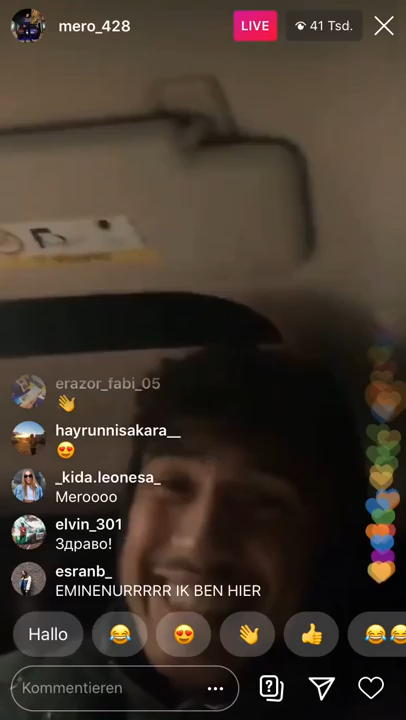 mero_428
LIVE
41 Tsd.
erazor_fabi_05
👋
hayrunnisakara__
😍
_kida.leonesa_
Meroooo
elvin_301
Здраво!
esranb_
EMINENURRRRR IK BEN HIER
Hallo 😂 😍 👋 👍 😂😂
Kommentieren